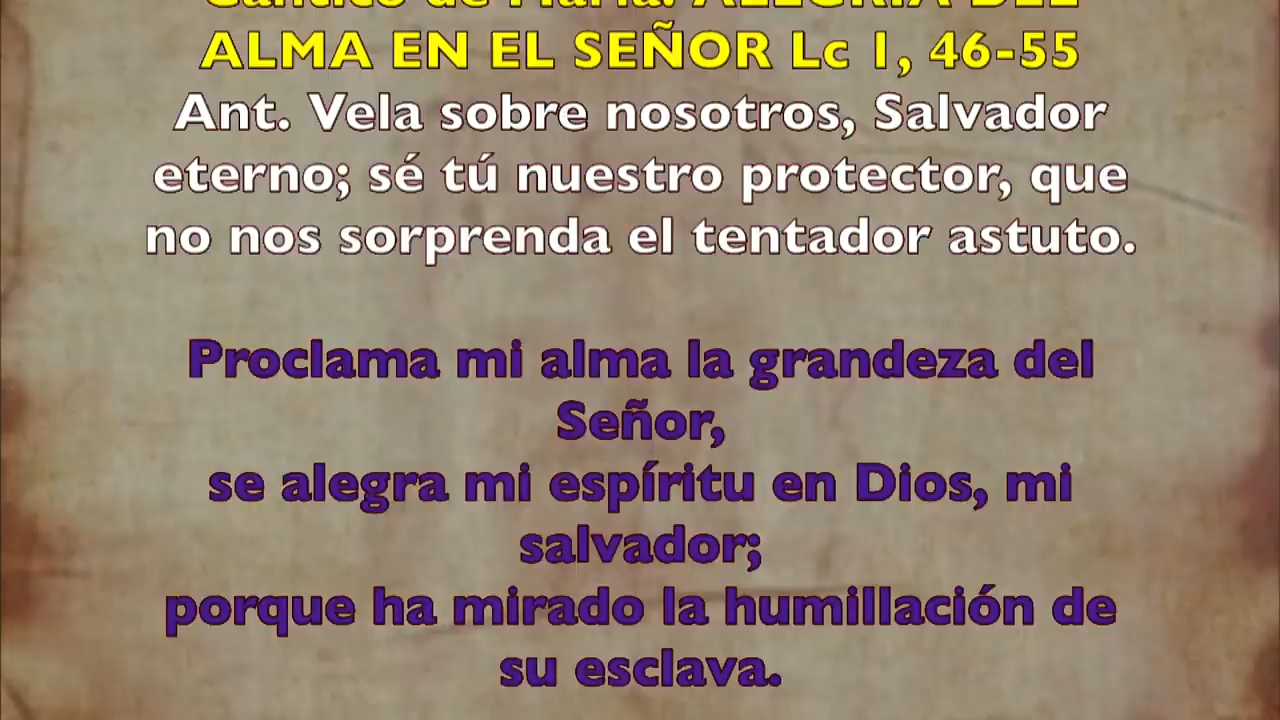 Cántico de María. ALEGRÍA DEL
ALMA EN EL SEÑOR Lc 1, 46-55
Ant. Vela sobre nosotros, Salvador
eterno; sé tú nuestro protector, que
no nos sorprenda el tentador astuto.
Proclama mi alma la grandeza del
Señor,
se alegra mi espíritu en Dios, mi
salvador;
porque ha mirado la humillación de
su esclava.